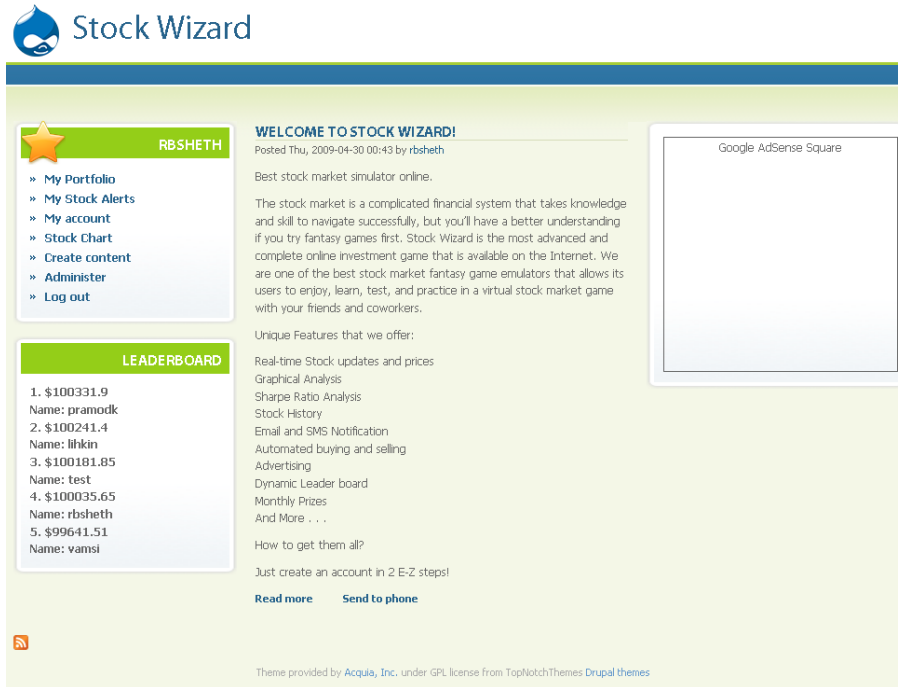 Stock Wizard
RBSHETH
» My Portfolio
» My Stock Alerts
» My account
» Stock Chart
» Create content
» Administer
» Log out
LEADERBOARD
1. $100331.9
Name: pramodk
2. $100241.4
Name: lihkin
3. $100181.85
Name: test
4. $100035.65
Name: rbsheth
5. $99641.51
Name: vamsi
WELCOME TO STOCK WIZARD!
Posted Thu, 2009-04-30 00:43 by rbsheth
Best stock market simulator online.
The stock market is a complicated financial system that takes knowledge
and skill to navigate successfully, but you'll have a better understanding
if you try fantasy games first. Stock Wizard is the most advanced and
complete online investment game that is available on the Internet. We
are one of the best stock market fantasy game emulators that allows its
users to enjoy, learn, test, and practice in a virtual stock market game
with your friends and coworkers.
Unique Features that we offer:
Real-time Stock updates and prices
Graphical Analysis
Sharpe Ratio Analysis
Stock History
Email and SMS Notification
Automated buying and selling
Advertising
Dynamic Leader board
Monthly Prizes
And More . . .
How to get them all?
Just create an account in 2 E-Z steps!
Read more Send to phone
Google AdSense Square
Theme provided by Acquia, Inc. under GPL license from TopNotchThemes Drupal themes